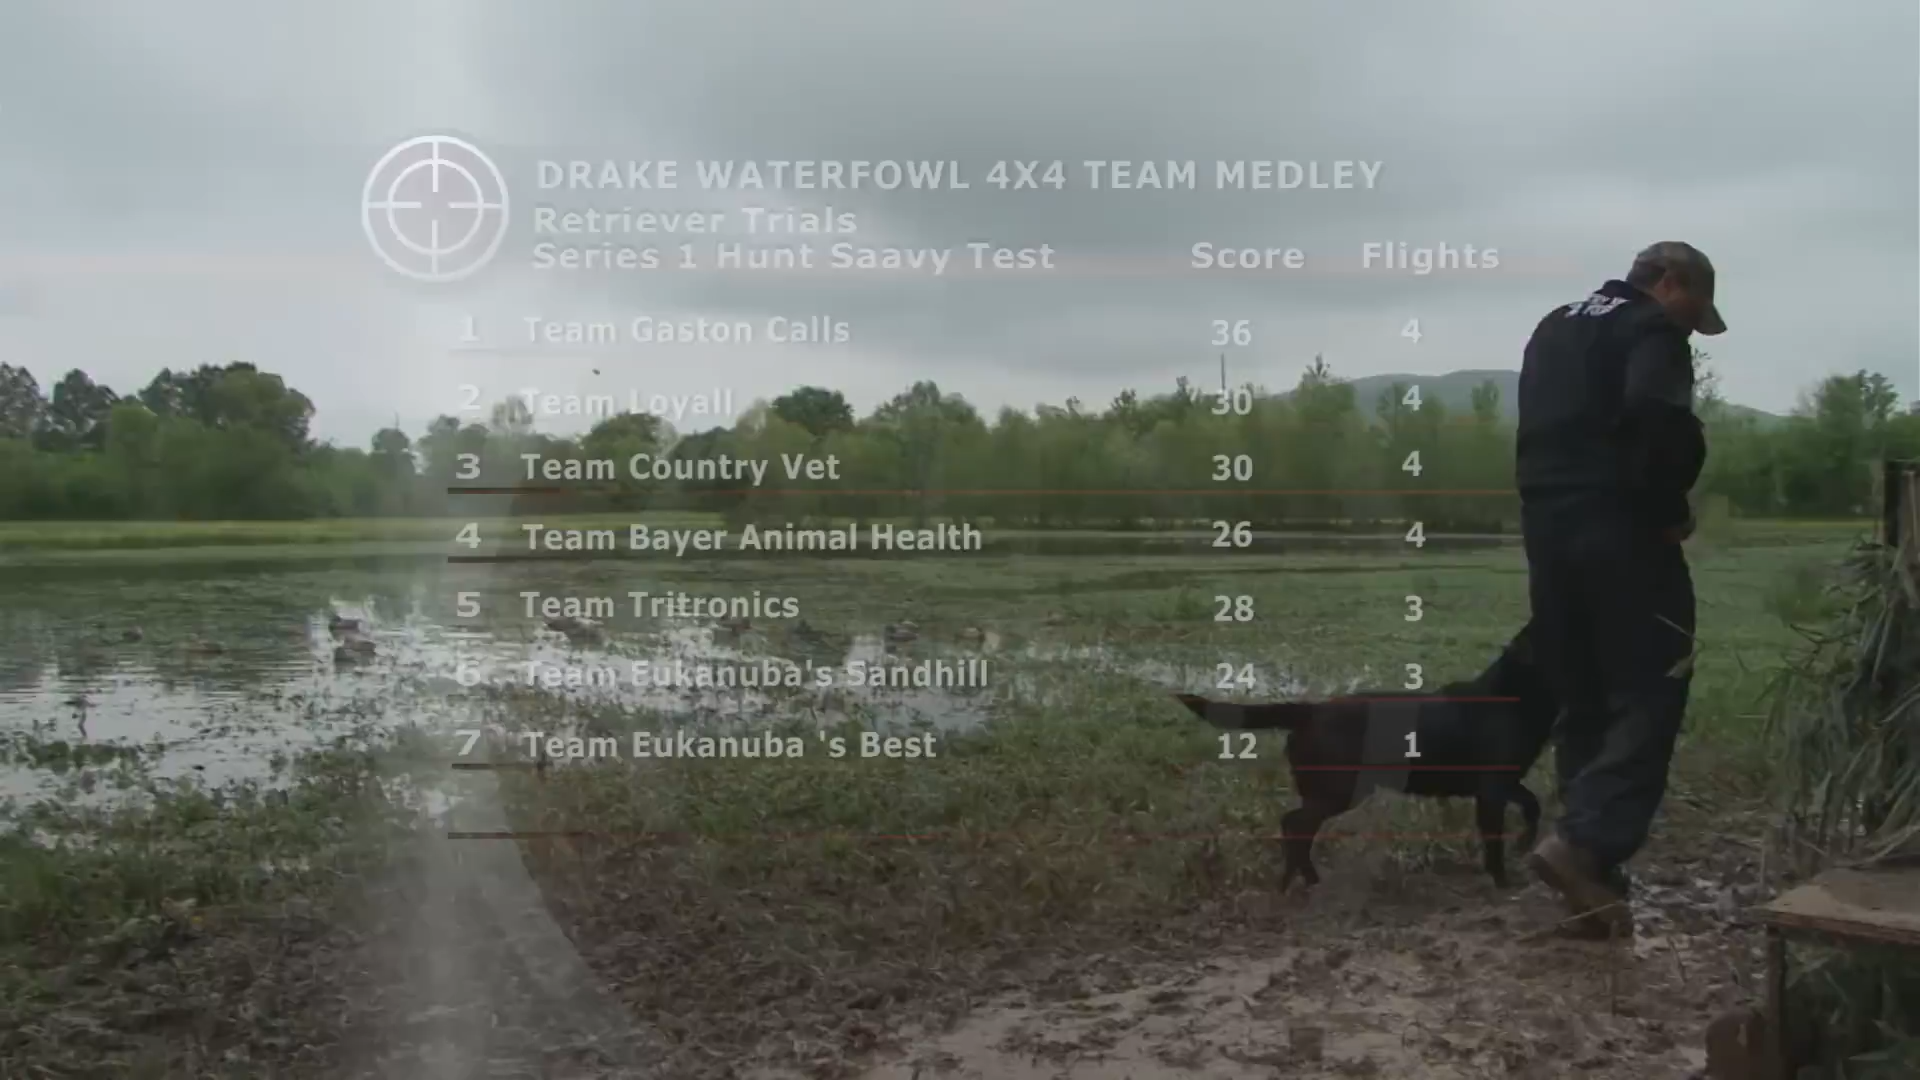 DRAKE WATERFOWL 4X4 TEAM MEDLEY
Retriever Trials
Series 1 Hunt Saavy Test Score Flights
1 Team Gaston Calls 36 4
2 Team Loyall 30 4
3 Team Country Vet 30 4
4 Team Bayer Animal Health 26 4
5 Team Tritronics 28 3
6 Team Eukanuba's Sandhill 24 3
7 Team Eukanuba 's Best 12 1